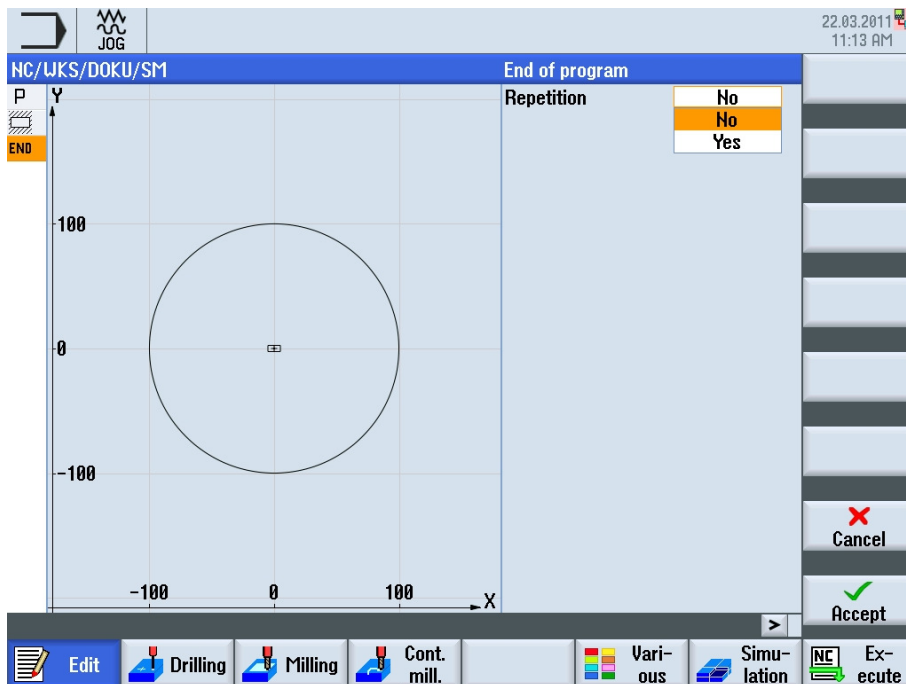 JOG
22.03.2011
11:13 AM
NC/WKS/DOKU/SM
End of program
P
Y
Repetition
No
No
END
Yes
100
0
-100
-100
0
100
X
Cancel
Accept
>
Edit
Drilling
Milling
Cont.
mill.
Vari-
ous
Simu-
lation
NC
Ex-
ecute